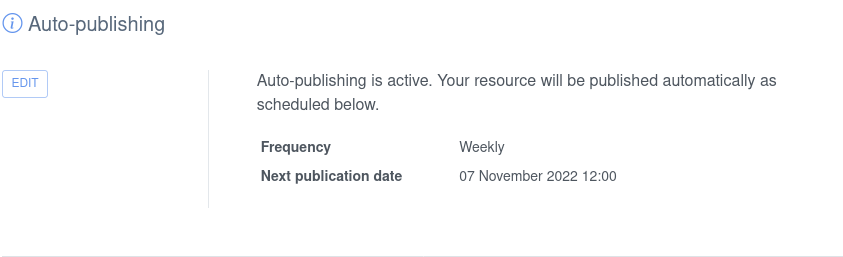 Auto-publishing
EDIT
Auto-publishing is active. Your resource will be published automatically as
scheduled below.
Frequency Weekly
Next publication date 07 November 2022 12:00